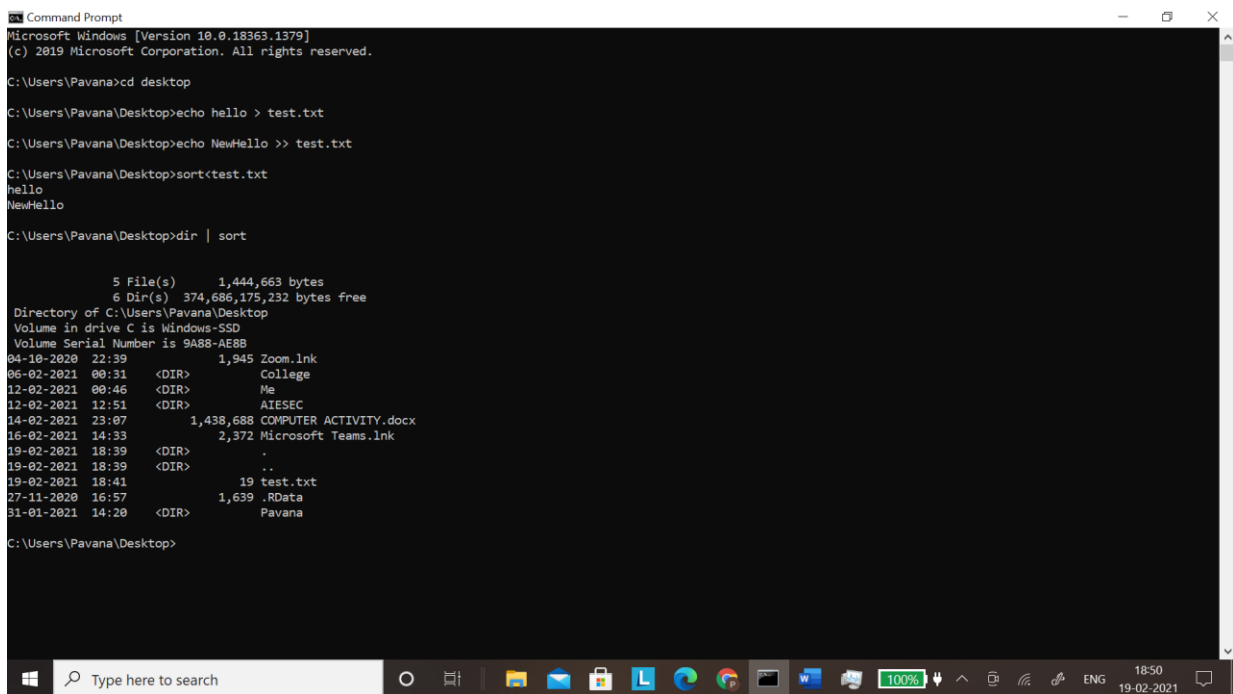 Command Prompt
Microsoft Windows [Version 10.0.18363.1379]
(c) 2019 Microsoft Corporation. All rights reserved.
C:\Users\Pavana>cd desktop
C:\Users\Pavana\Desktop>echo hello > test.txt
C:\Users\Pavana\Desktop>echo NewHello >> test.txt
C:\Users\Pavana\Desktop>sort<test.txt
hello
NewHello
C:\Users\Pavana\Desktop>dir | sort
5 File(s)      1,444,663 bytes
6 Dir(s)  374,686,175,232 bytes free
Directory of C:\Users\Pavana\Desktop
Volume in drive C is Windows-SSD
Volume Serial Number is 9A88-AE8B
04-10-2020  22:39             1,945 Zoom.lnk
06-02-2021  00:31    <DIR>          College
12-02-2021  00:46    <DIR>          Me
12-02-2021  12:51    <DIR>          AIESEC
14-02-2021  23:07         1,438,688 COMPUTER ACTIVITY.docx
16-02-2021  14:33             2,372 Microsoft Teams.lnk
19-02-2021  18:39    <DIR>          .
19-02-2021  18:39    <DIR>          ..
19-02-2021  18:41                19 test.txt
27-11-2020  16:57             1,639 .RData
31-01-2021  14:20    <DIR>          Pavana
C:\Users\Pavana\Desktop>
Type here to search
L
P
W
100%
ENG
18:50
19-02-2021